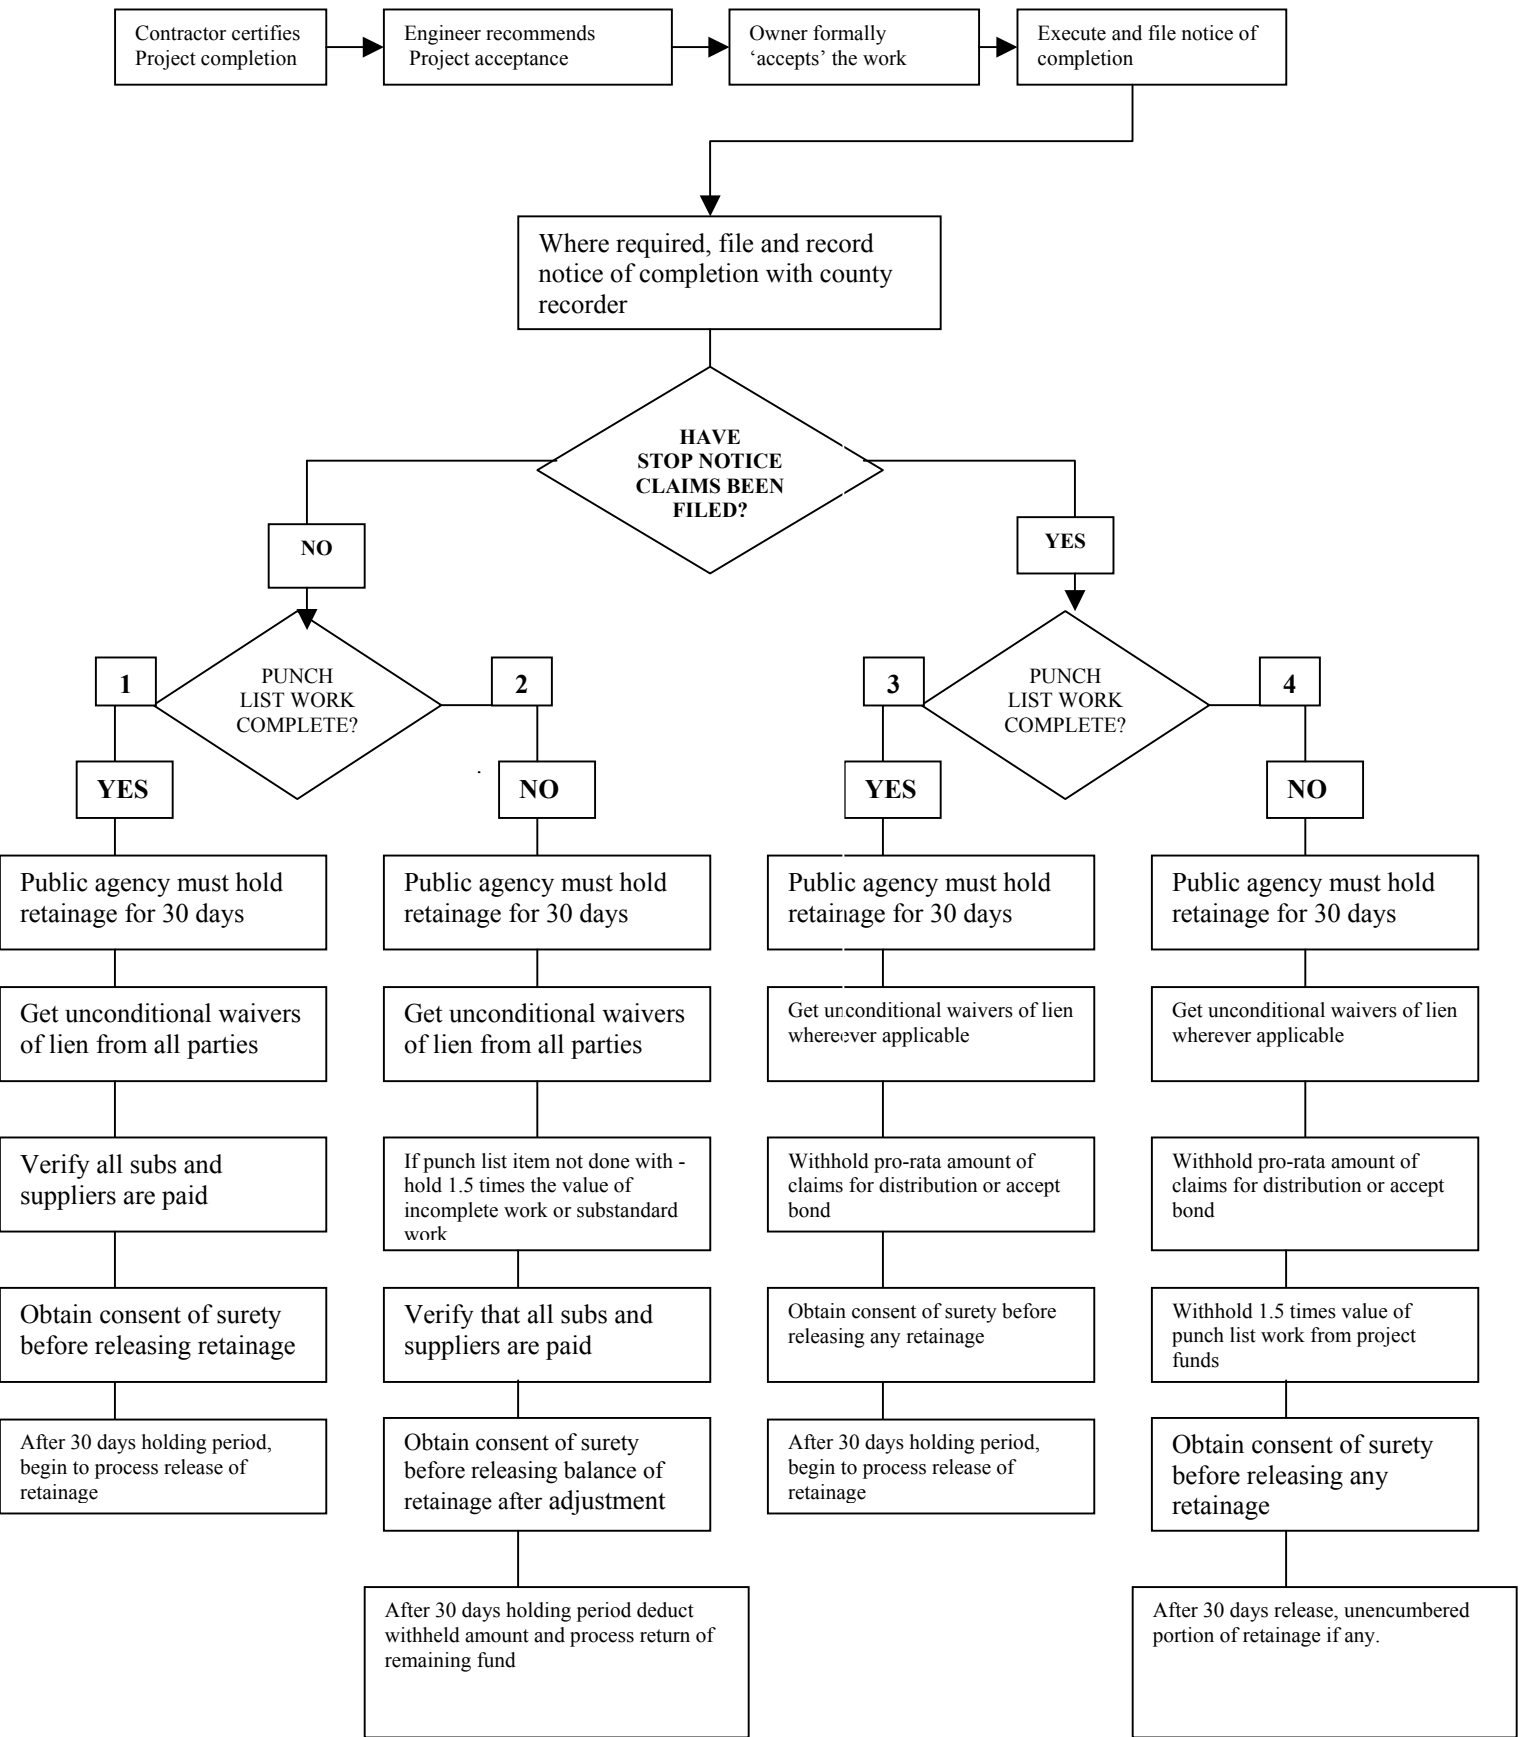 Contractor certifies
Project completion
Engineer recommends
Project acceptance
Owner formally
‘accepts’ the work
Execute and file notice of
completion
Where required, file and record
notice of completion with county
recorder
HAVE
STOP NOTICE
CLAIMS BEEN
FILED?
NO
YES
1
PUNCH
LIST WORK
COMPLETE?
2
3
PUNCH
LIST WORK
COMPLETE?
4
YES
NO
YES
NO
Public agency must hold
retainage for 30 days
Public agency must hold
retainage for 30 days
Public agency must hold
retainage for 30 days
Public agency must hold
retainage for 30 days
Get unconditional waivers
of lien from all parties
Get unconditional waivers
of lien from all parties
Get unconditional waivers of lien
whereever applicable
Get unconditional waivers of lien
wherever applicable
Verify all subs and
suppliers are paid
If punch list item not done with -
hold 1.5 times the value of
incomplete work or substandard
work
Withhold pro-rata amount of
claims for distribution or accept
bond
Withhold pro-rata amount of
claims for distribution or accept
bond
Obtain consent of surety
before releasing retainage
Verify that all subs and
suppliers are paid
Obtain consent of surety before
releasing any retainage
Withhold 1.5 times value of
punch list work from project
funds
After 30 days holding period,
begin to process release of
retainage
Obtain consent of surety
before releasing balance of
retainage after adjustment
After 30 days holding period,
begin to process release of
retainage
Obtain consent of surety
before releasing any
retainage
After 30 days holding period deduct
withheld amount and process return of
remaining fund
After 30 days release, unencumbered
portion of retainage if any.